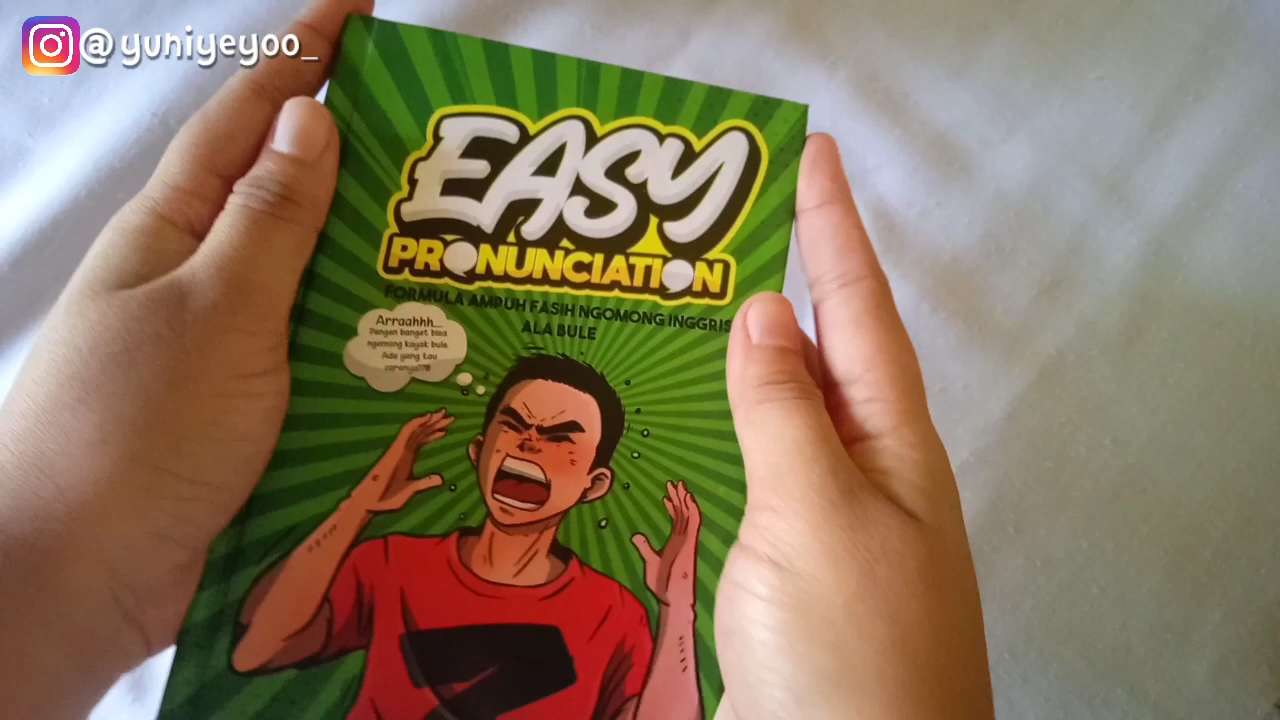 @yuniyeyoo_
EASY
PRONUNCIATION
FORMULA AMPUH FASIH NGOMONG INGGRIS
ALA BULE
Arraahhh...
Pengen banget bisa
ngomong kayak bule.
Ada yang tau
caranya???!!